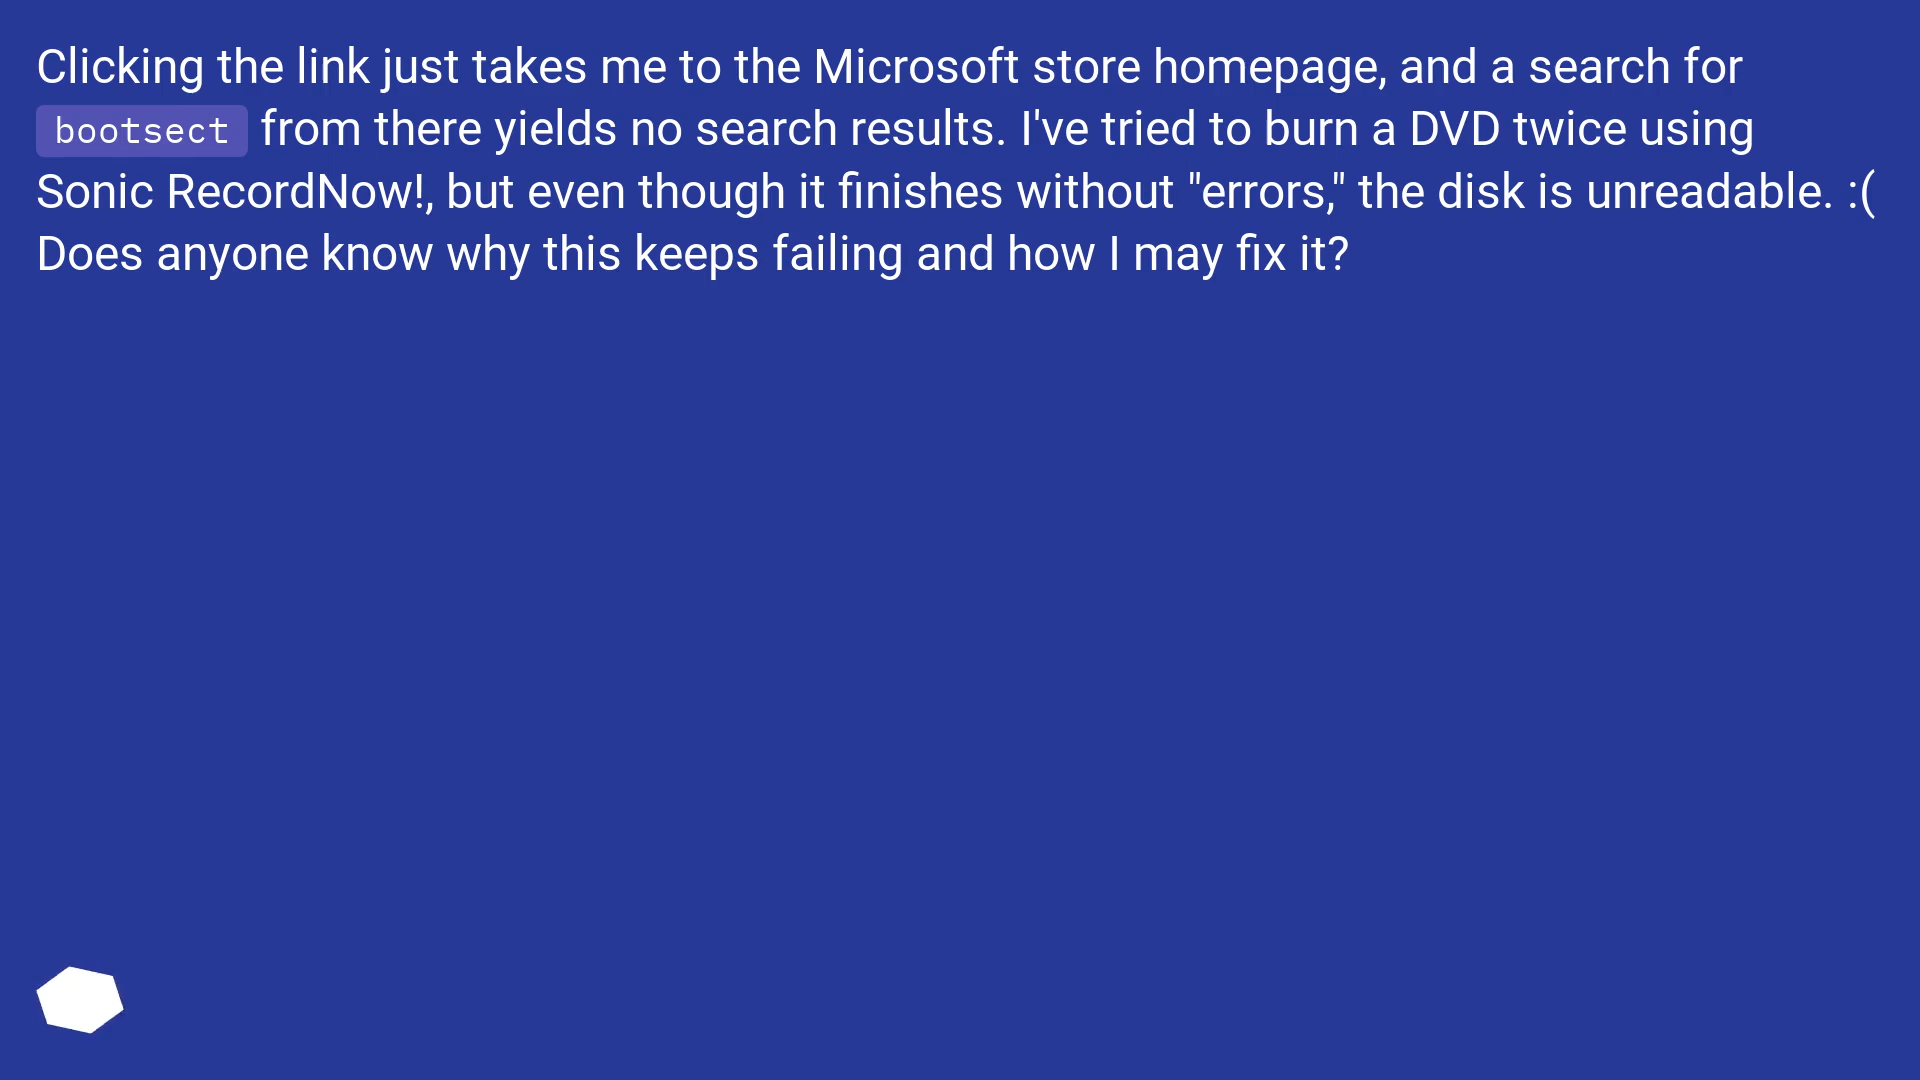 Clicking the link just takes me to the Microsoft store homepage, and a search for
bootsect from there yields no search results. I've tried to burn a DVD twice using
Sonic RecordNow!, but even though it finishes without "errors," the disk is unreadable. :(
Does anyone know why this keeps failing and how I may fix it?